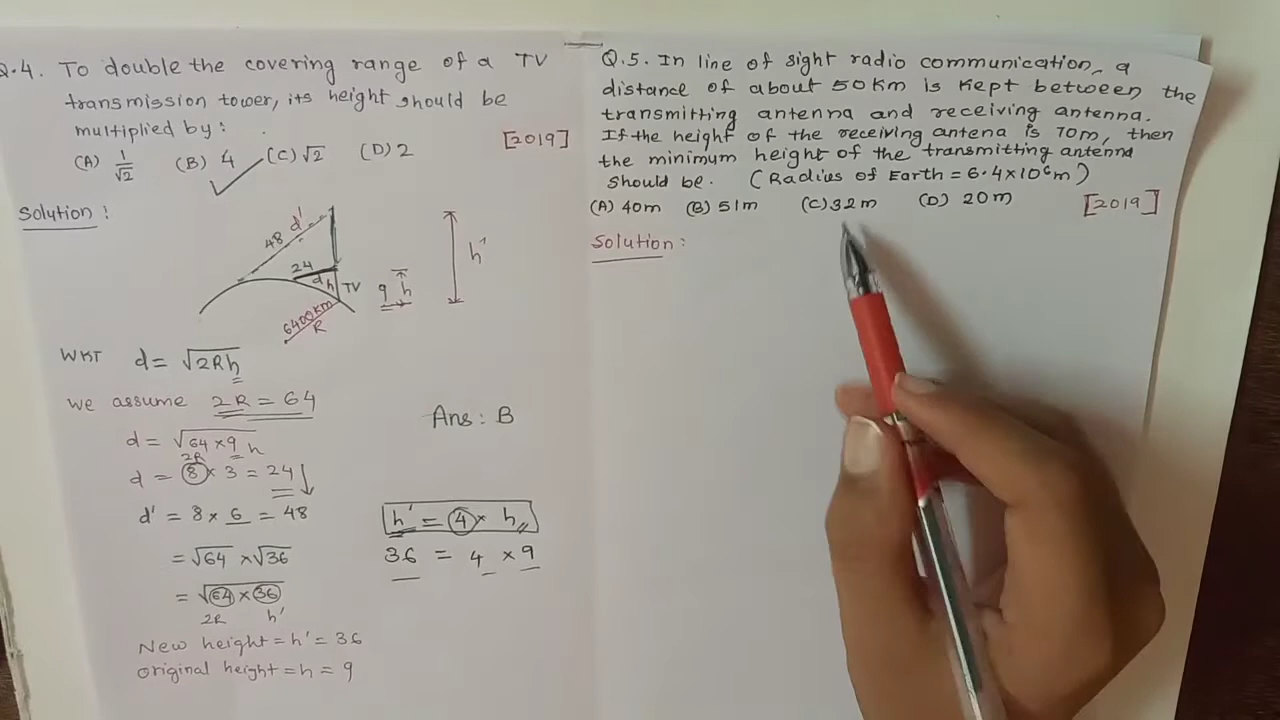 Q.4. To double the covering range of a TV
transmission tower, its height should be
multiplied by:
(A) 1/√2 (B) 4 (C) √2 (D) 2 [2019]
Solution:
48 d'
24
d h TV
6400km
R
9 h
h'
WKT d = √2Rh
we assume 2R = 64
d = √64×9 h
2R
d = 8 × 3 = 24
d' = 8 × 6 = 48
= √64 × √36
= √64 × 36
2R h'
New height = h' = 36
original height = h = 9
Ans: B
h' = 4 × h
36 = 4 × 9
Q.5. In line of sight radio communication, a
distance of about 50km is kept between the
transmitting antenna and receiving antenna.
If the height of the receiving antena is 70m, then
the minimum height of the transmitting antenna
should be. (Radius of Earth = 6.4×10⁶m)
(A) 40m (B) 51m (C) 32m (D) 20m [2019]
Solution: